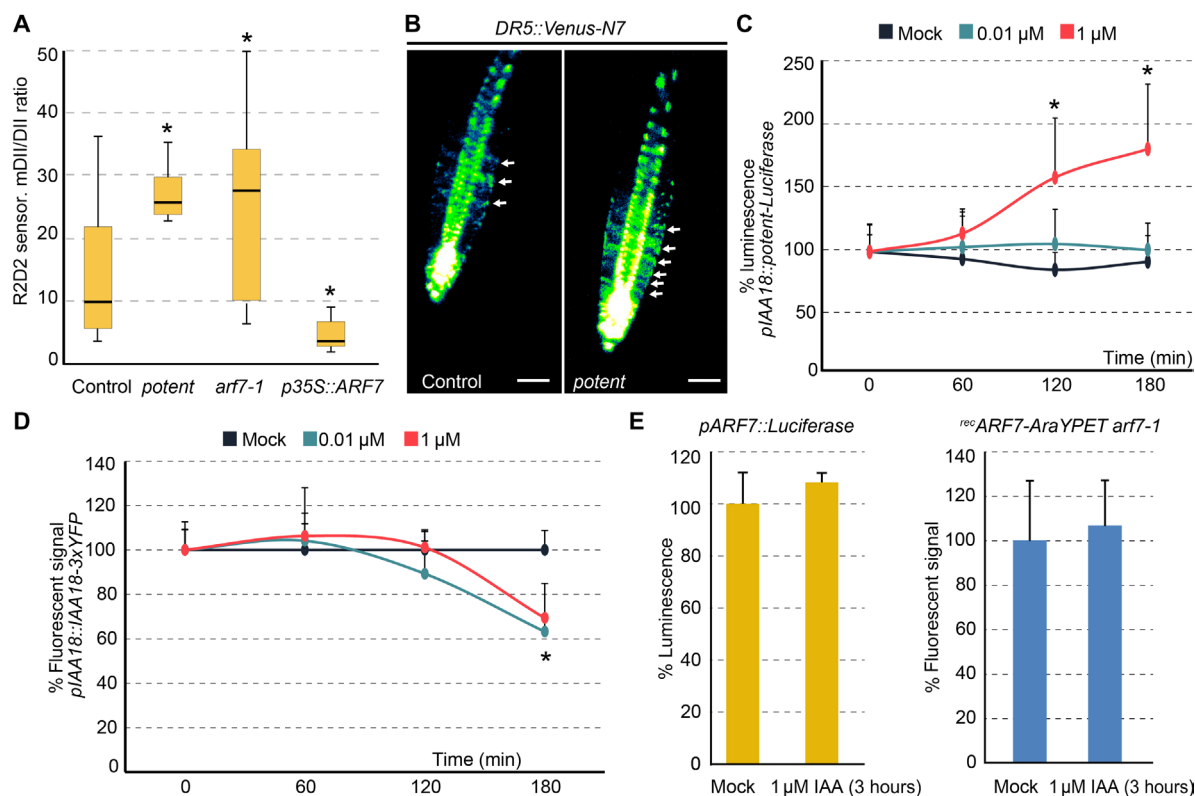 A
R2D2 sensor. mDII/DII ratio
50
40
30
20
10
0
Control potent arf7-1 p35S::ARF7
B
DR5::Venus-N7
Control
potent
C
Mock 0.01 µM 1 µM
% luminescence
pIAA18::potent-Luciferase
250
200
150
100
50
Time (min)
0 60 120 180
D
Mock 0.01 µM 1 µM
% Fluorescent signal
pIAA18::IAA18-3xYFP
140
120
100
80
60
40
20
0
Time (min)
0 60 120 180
E
pARF7::Luciferase
% Luminescence
120
100
80
60
40
100
0
Mock 1 µM IAA (3 hours)
recARF7-AraYPET arf7-1
% Fluorescent signal
140
120
100
80
60
40
20
0
Mock 1 µM IAA (3 hours)